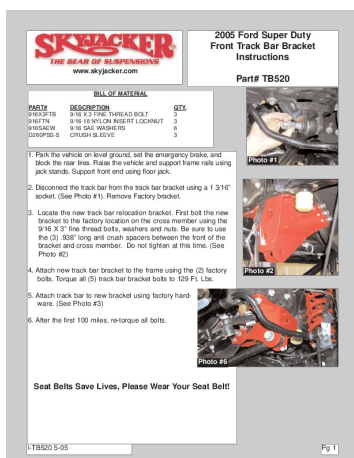 SKYJACKER
THE BEAR OF SUSPENSIONS
www.skyjacker.com
2005 Ford Super Duty
Front Track Bar Bracket
Instructions
Part# TB520
BILL OF MATERIAL
PART# DESCRIPTION QTY.
916X3FTB 9/16 X 3 FINE THREAD BOLT 3
916FTN 9/16-18 NYLON INSERT LOCKNUT 3
916SAEW 9/16 SAE WASHERS 6
D260PSS-S CRUSH SLEEVE 3
1. Park the vehicle on level ground, set the emergency brake, and
block the rear tires. Raise the vehicle and support frame rails using
jack stands. Support front end using floor jack.
2. Disconnect the track bar from the track bar bracket using a 1 3/16"
socket. (See Photo #1). Remove Factory bracket.
3. Locate the new track bar relocation bracket. First bolt the new
bracket to the factory location on the cross member using the
9/16 X 3" fine thread bolts, washers and nuts. Be sure to use
the (3) .938" long anti crush spacers between the front of the
bracket and cross member. Do not tighten at this time. (See
Photo #2)
4. Attach new track bar bracket to the frame using the (2) factory
bolts. Torque all (5) track bar bracket bolts to 129 Ft. Lbs.
5. Attach track bar to new bracket using factory hard-
ware. (See Photo #3)
6. After the first 100 miles, re-torque all bolts.
Photo #1
Photo #2
Photo #6
Seat Belts Save Lives, Please Wear Your Seat Belt!
I-TB520 5-05
Pg 1